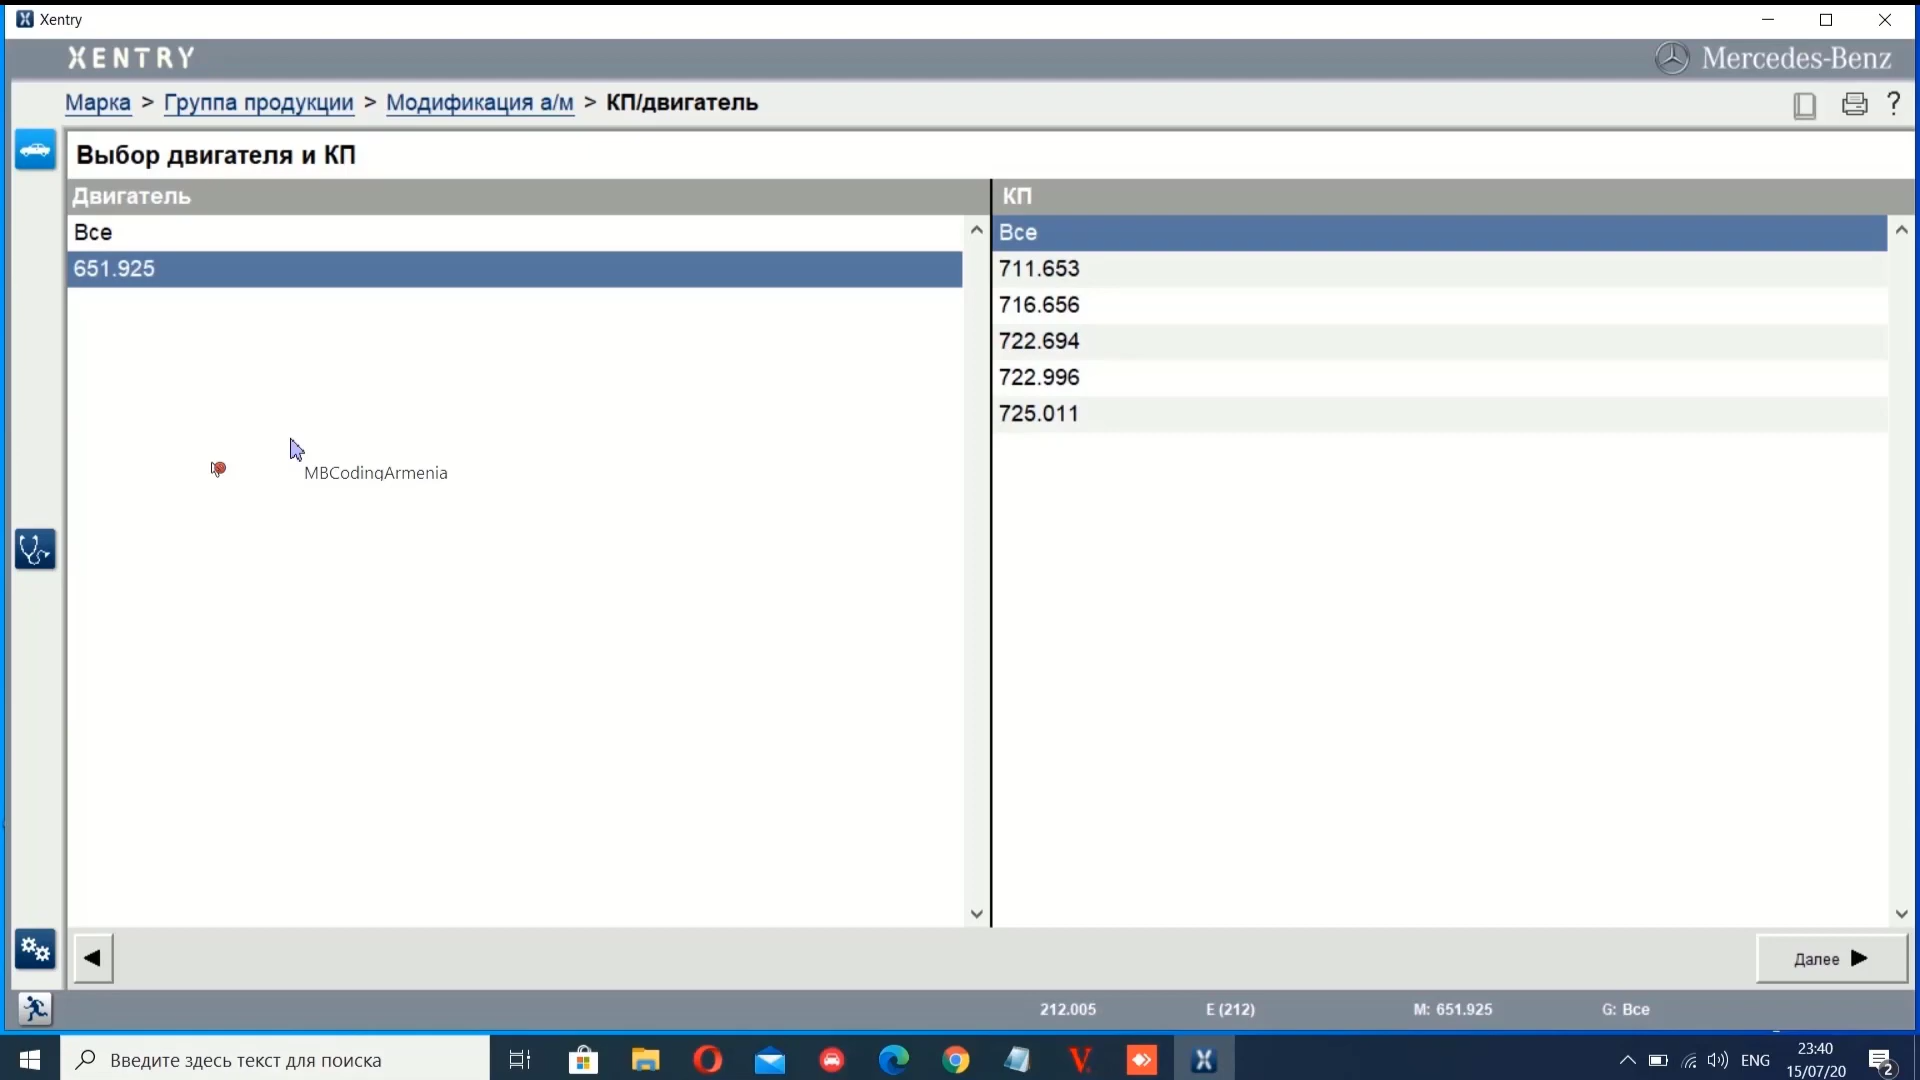 Xentry
XENTRY
Mercedes-Benz
Марка > Группа продукции > Модификация а/м > КП/двигатель
?
Выбор двигателя и КП
Двигатель
КП
Все
651.925
Все
711.653
716.656
722.694
722.996
725.011
MBCodingArmenia
Далее
212.005
E (212)
M: 651.925
G: Все
Введите здесь текст для поиска
ENG
23:40
15/07/20
2